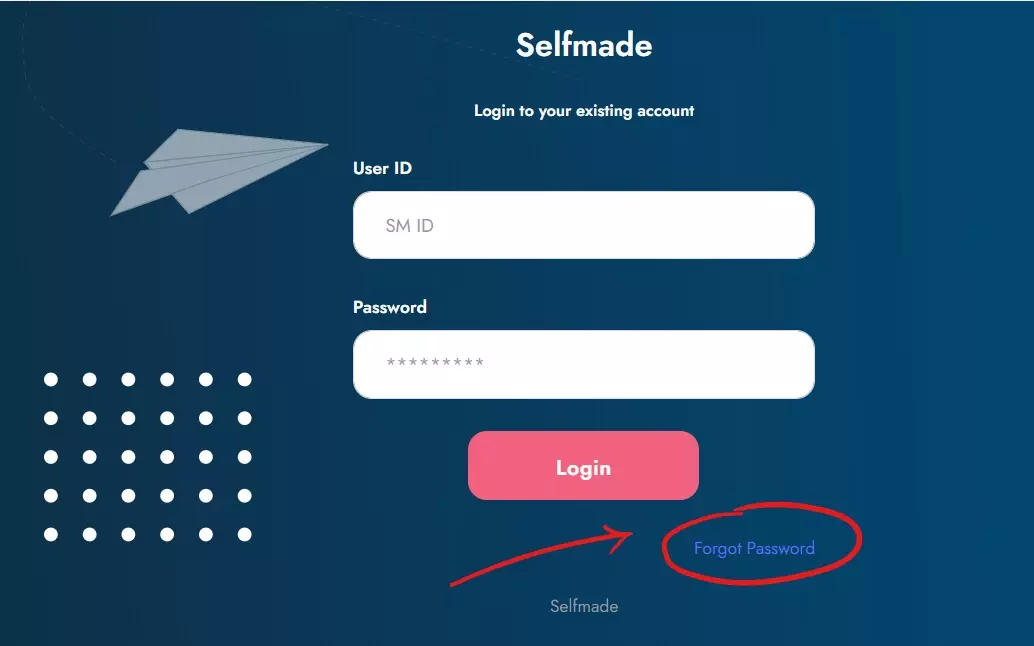 Selfmade
Login to your existing account
User ID
SM ID
Password
*********
Login
Forgot Password
Selfmade